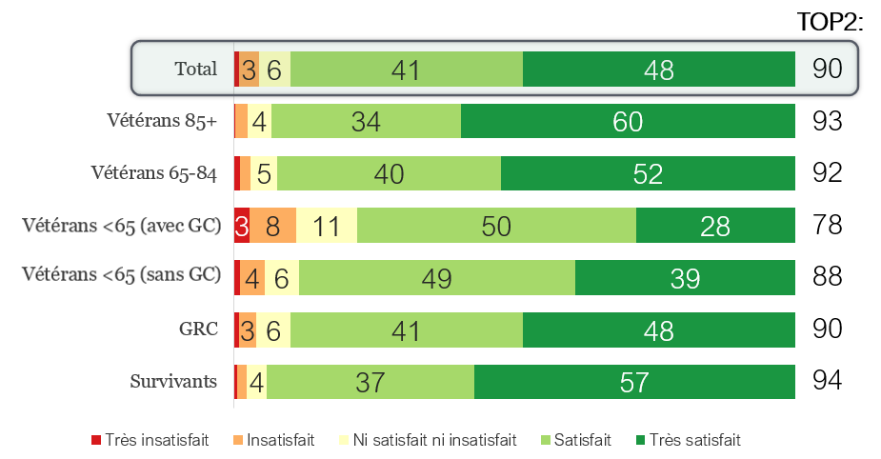 TOP2:
Total 3 6 41 48 90
Vétérans 85+ 4 34 60 93
Vétérans 65-84 5 40 52 92
Vétérans <65 (avec GC) 3 8 11 50 28 78
Vétérans <65 (sans GC) 4 6 49 39 88
GRC 3 6 41 48 90
Survivants 4 37 57 94
Très insatisfait Insatisfait Ni satisfait ni insatisfait Satisfait Très satisfait